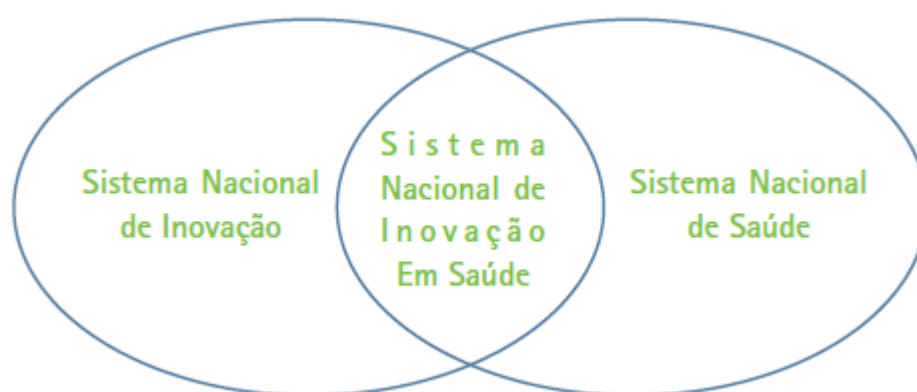 Sistema Nacional
de Inovação
Sistema
Nacional de
Inovação
Em Saúde
Sistema Nacional
de Saúde